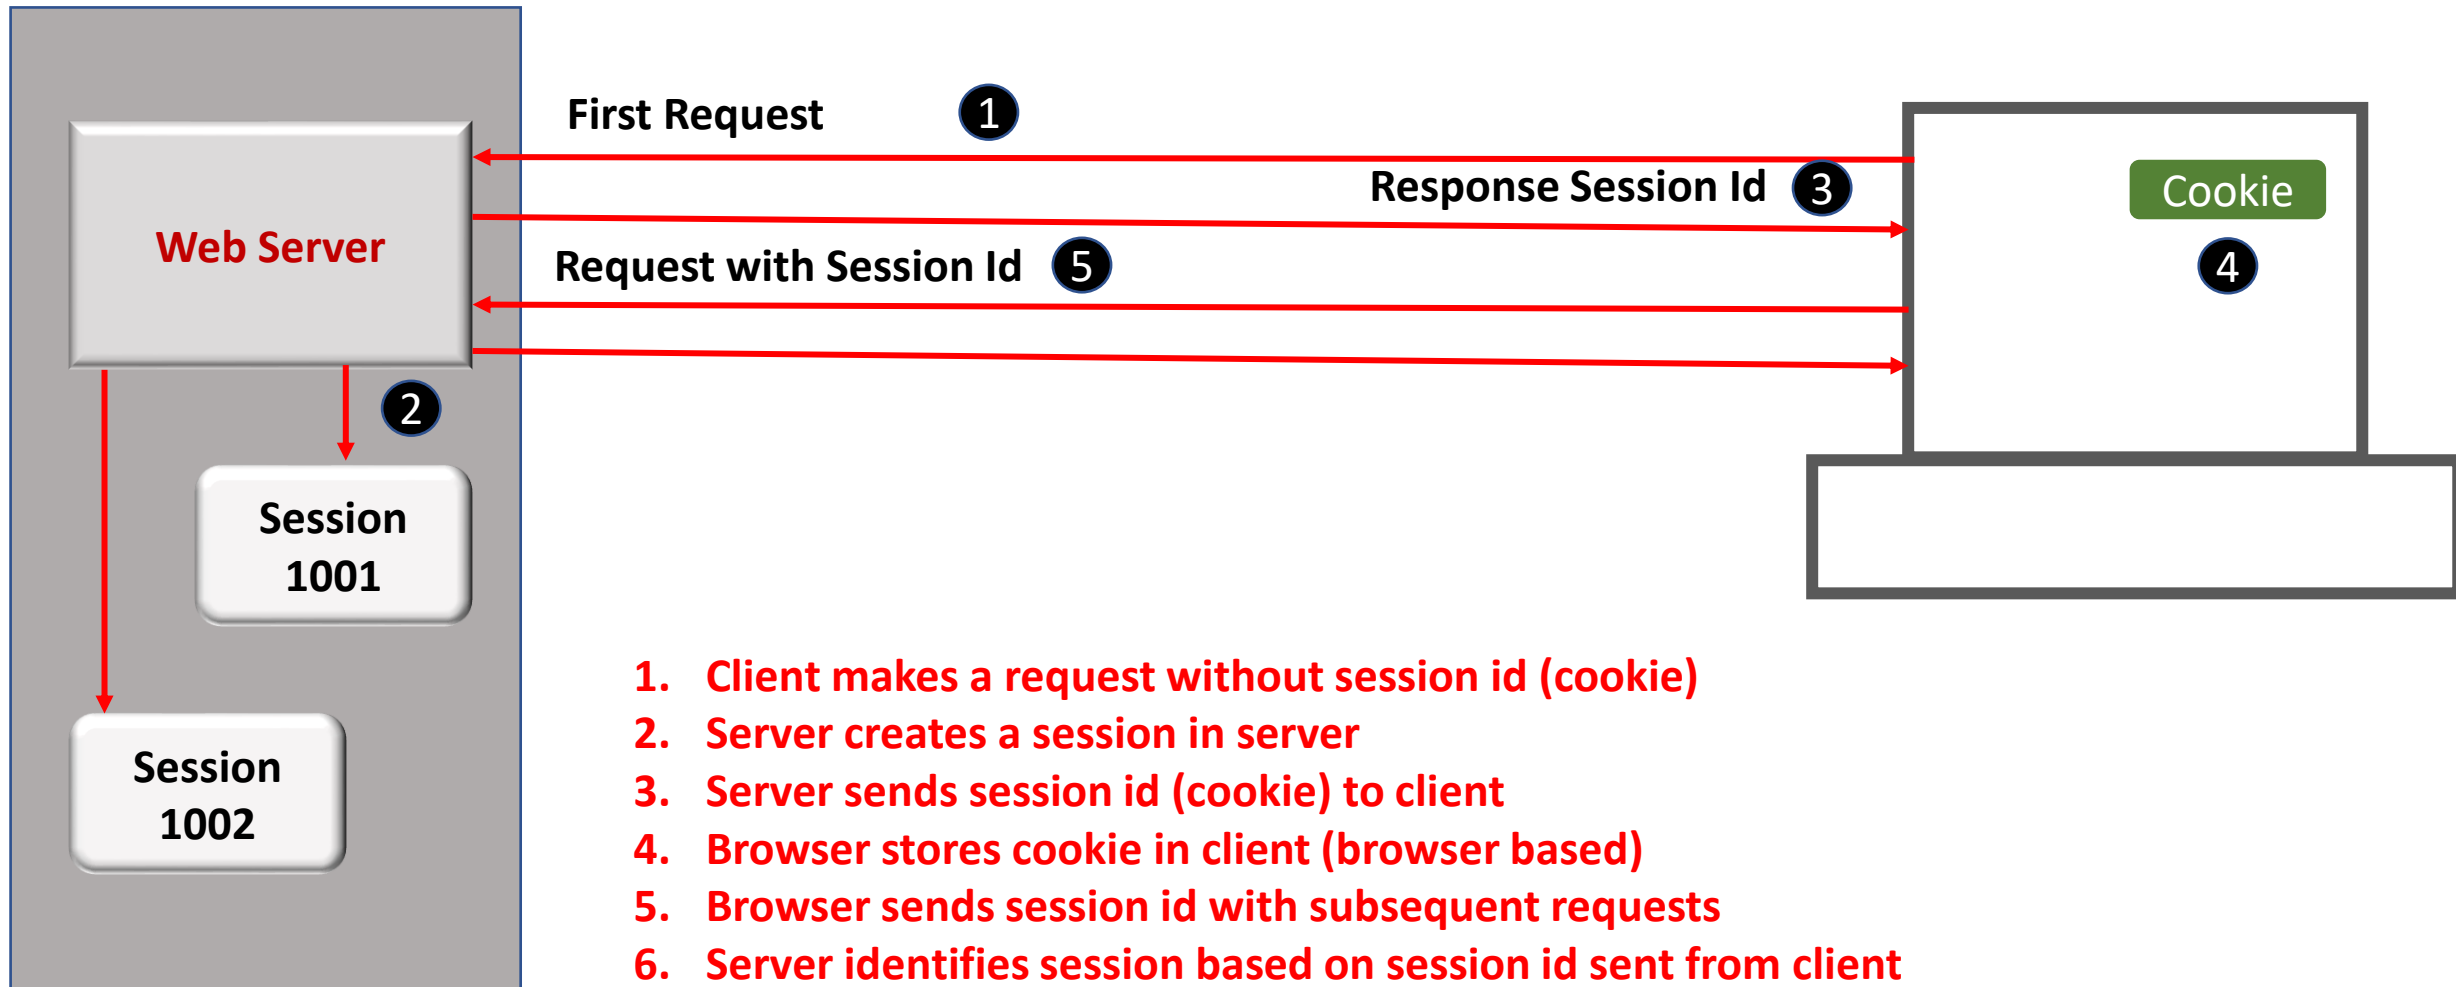 First Request 1
Response Session Id 3
Cookie
Web Server
Request with Session Id 5
4
2
Session
1001
Session
1002
1. Client makes a request without session id (cookie)
2. Server creates a session in server
3. Server sends session id (cookie) to client
4. Browser stores cookie in client (browser based)
5. Browser sends session id with subsequent requests
6. Server identifies session based on session id sent from client